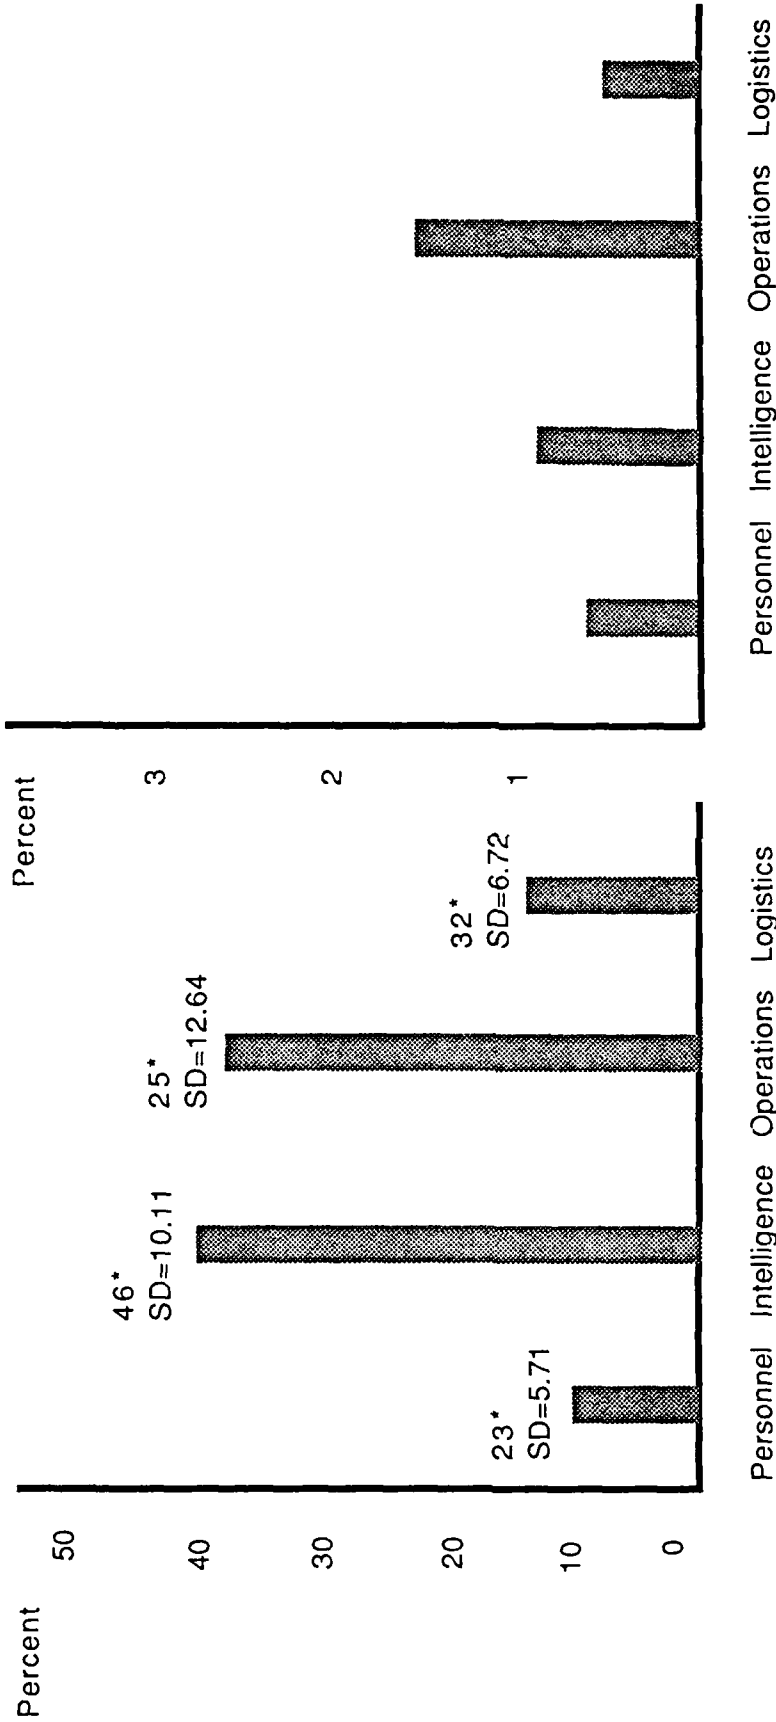 Percent
50
40
30
20
10
0
23*
SD=5.71
46*
SD=10.11
25*
SD=12.64
32*
SD=6.72
Personnel Intelligence Operations Logistics
Percent
3
2
1
Personnel Intelligence Operations Logistics